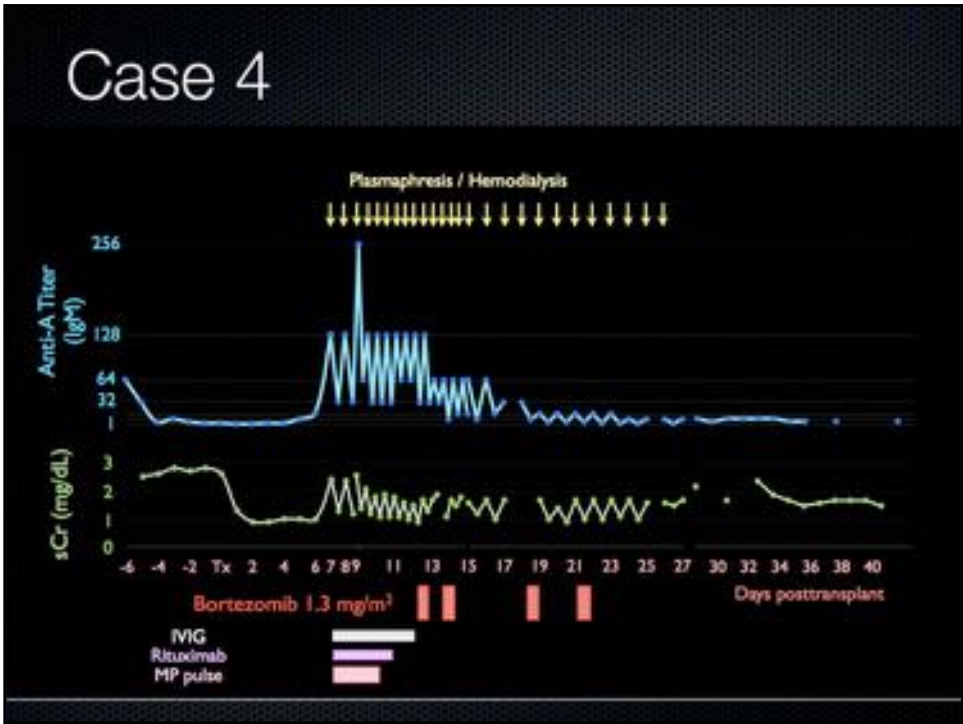 Case 4
Plasmaphresis / Hemodialysis
Anti-A Titer
(IgM)
256
128
64
32
1
sCr (mg/dL)
3
2
1
0
-6 -4 -2 Tx 2 4 6 7 8 9 11 13 15 17 19 21 23 25 27 30 32 34 36 38 40
Days posttransplant
Bortezomib 1.3 mg/m²
IVIG
Rituximab
MP pulse